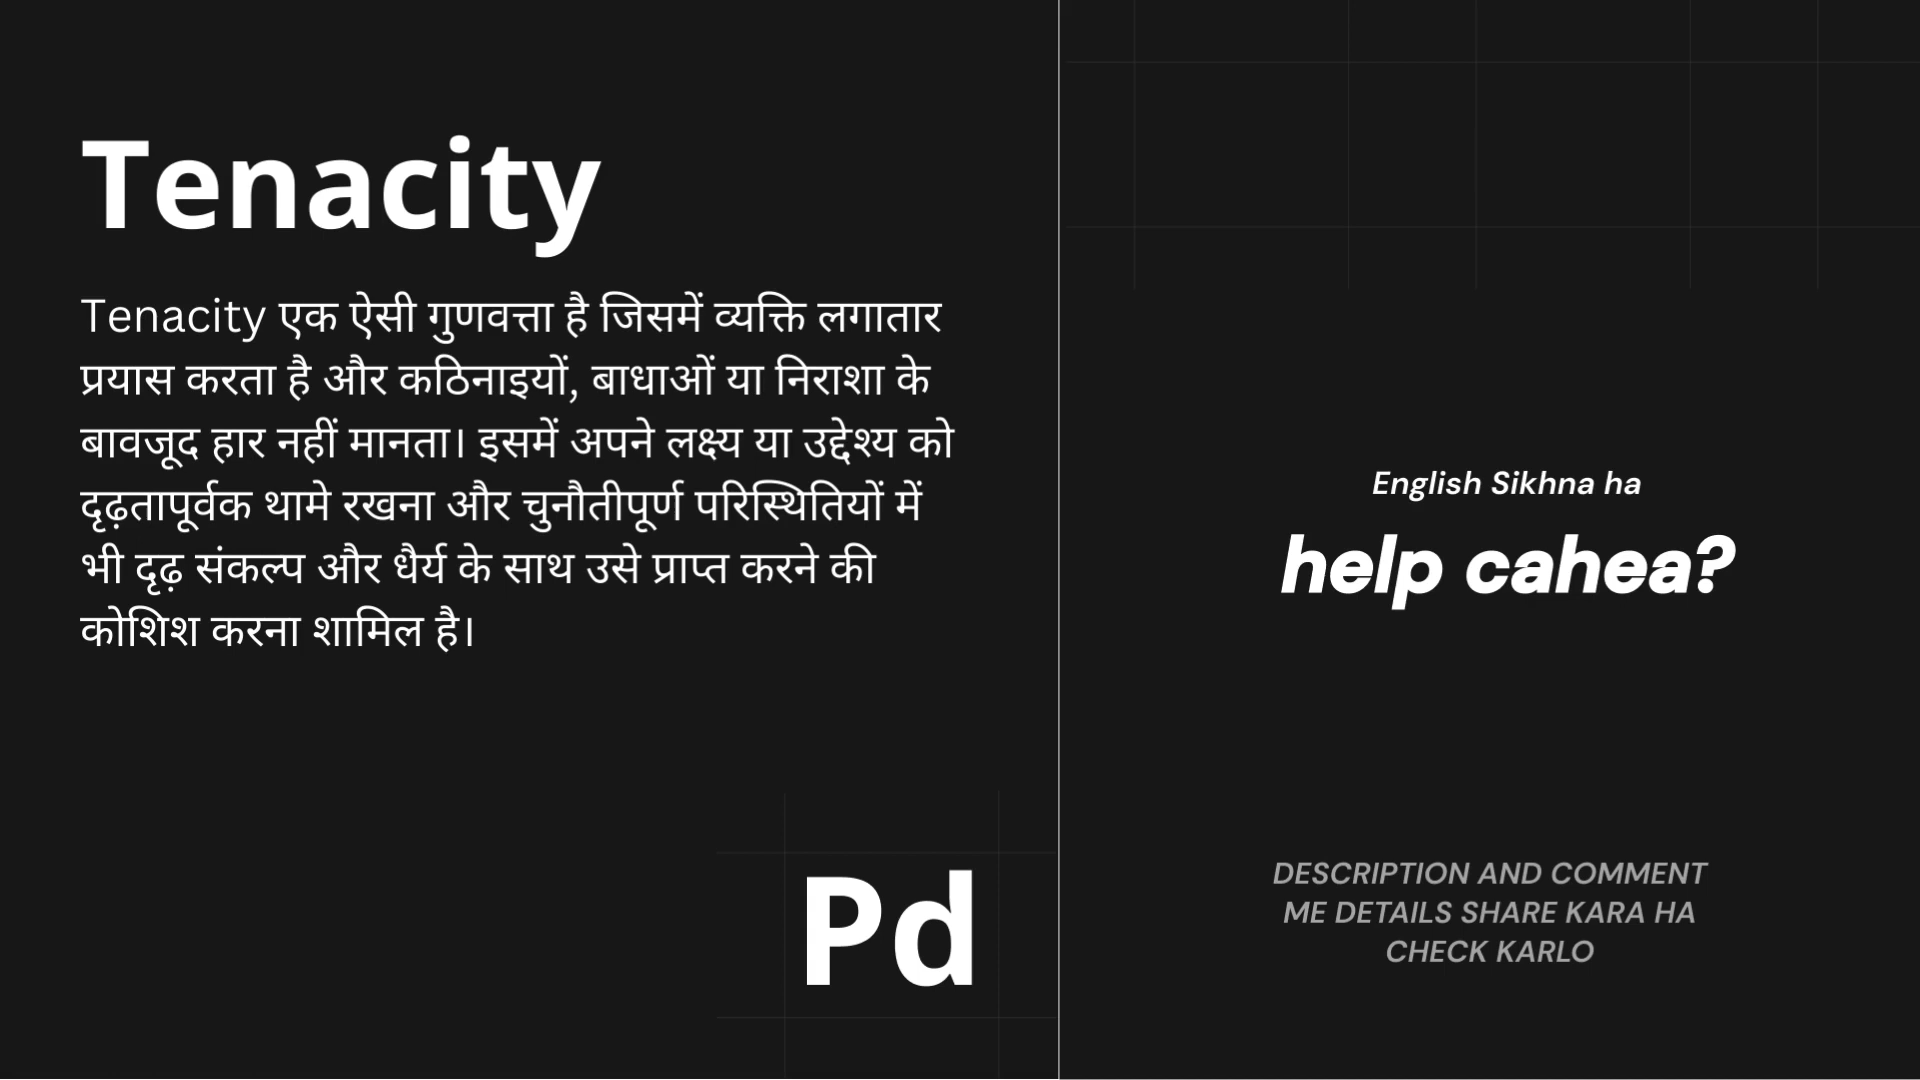 Tenacity
Tenacity एक ऐसी गुणवत्ता है जिसमें व्यक्ति लगातार
प्रयास करता है और कठिनाइयों, बाधाओं या निराशा के
बावजूद हार नहीं मानता। इसमें अपने लक्ष्य या उद्देश्य को
दृढ़तापूर्वक थामे रखना और चुनौतीपूर्ण परिस्थितियों में
भी दृढ़ संकल्प और धैर्य के साथ उसे प्राप्त करने की
कोशिश करना शामिल है।
Pd
English Sikhna ha
help cahea?
DESCRIPTION AND COMMENT
ME DETAILS SHARE KARA HA
CHECK KARLO